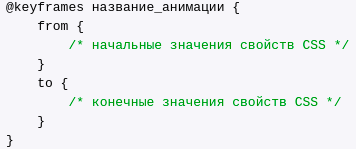 @keyframes название_анимации {
    from {
        /* начальные значения свойств CSS */
    }
    to {
        /* конечные значения свойств CSS */
    }
}